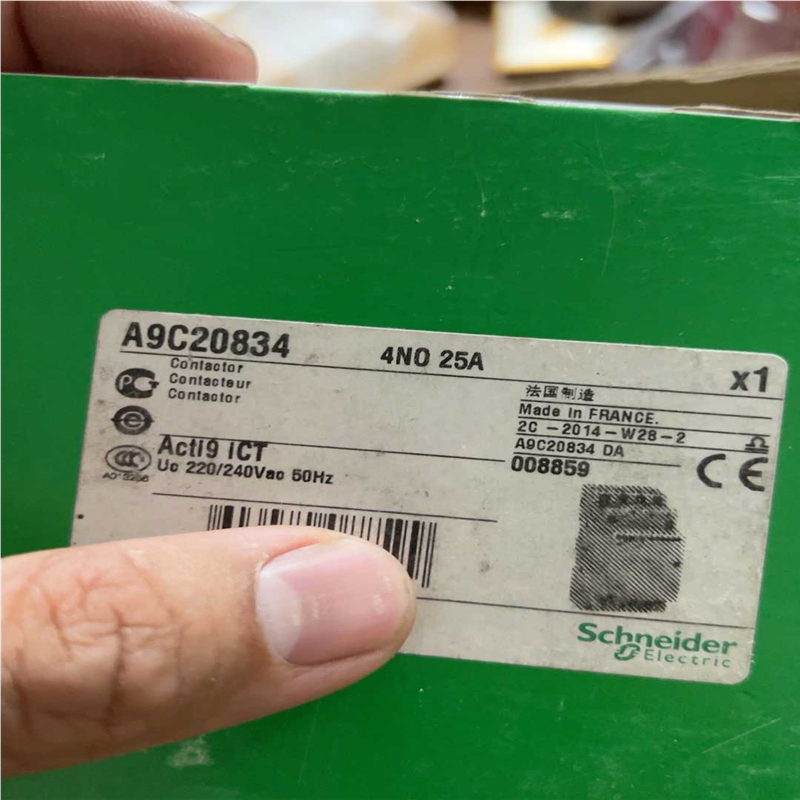 A9C20834
4NO 25A
x1
Contactor
Contacteur
Contactor
Acti9 iCT
Uc 220/240Vac 50Hz
法国制造
Made in FRANCE.
2C -2014-W28-2
A9C20834 DA
008859
CE
Schneider
Electric